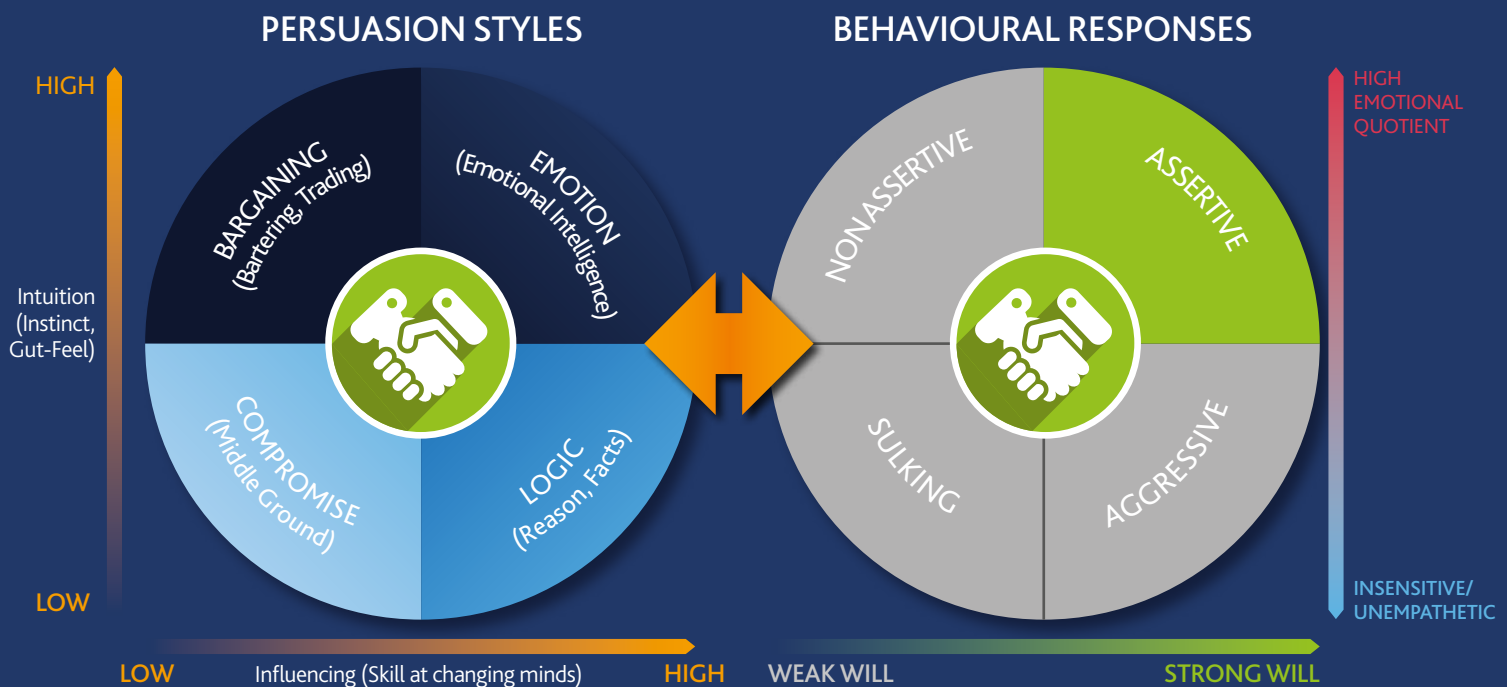 PERSUASION STYLES
BEHAVIOURAL RESPONSES
HIGH
Intuition
(Instinct,
Gut-Feel)
LOW
BARGAINING
(Bartering, Trading)
EMOTION
(Emotional Intelligence)
COMPROMISE
(Middle Ground)
LOGIC
(Reason, Facts)
LOW
Influencing (Skill at changing minds)
HIGH
NON ASSERTIVE
ASSERTIVE
SULKING
AGGRESSIVE
HIGH
EMOTIONAL
QUOTIENT
INSENSITIVE/
UNEMPATHETIC
WEAK WILL
STRONG WILL